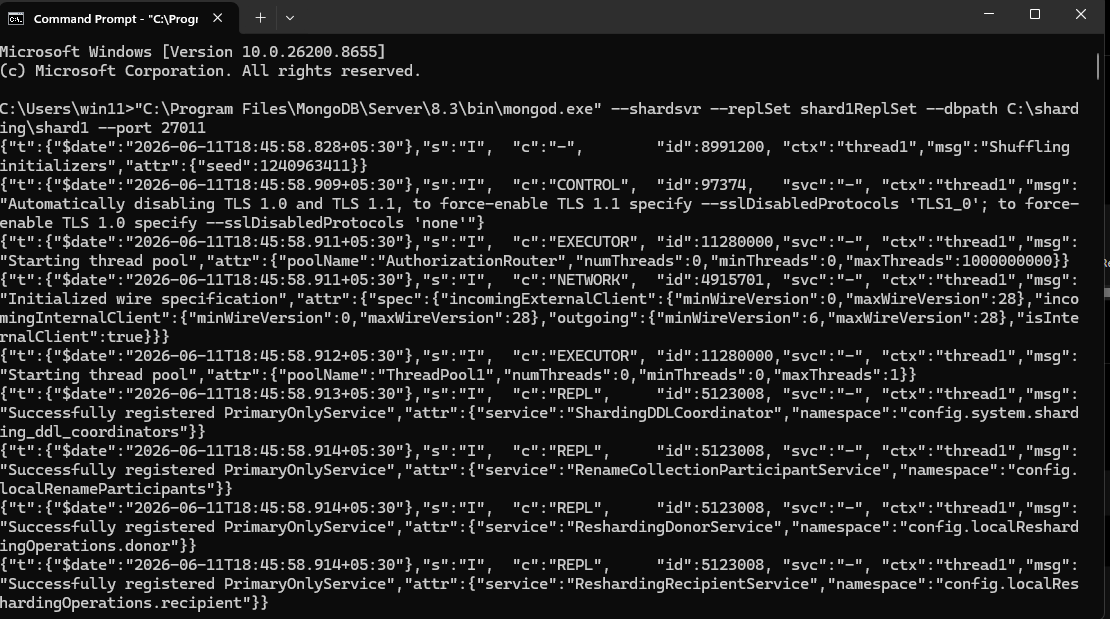 Command Prompt - "C:\Progr
Microsoft Windows [Version 10.0.26200.8655]
(c) Microsoft Corporation. All rights reserved.
C:\Users\win11>"C:\Program Files\MongoDB\Server\8.3\bin\mongod.exe" --shardsvr --replSet shard1ReplSet --dbpath C:\shard
ing\shard1 --port 27011
{"t":{"$date":"2026-06-11T18:45:58.828+05:30"},"s":"I",  "c":"-",        "id":8991200, "ctx":"thread1","msg":"Shuffling
initializers","attr":{"seed":1240963411}}
{"t":{"$date":"2026-06-11T18:45:58.909+05:30"},"s":"I",  "c":"CONTROL",  "id":97374,   "svc":"-", "ctx":"thread1","msg":
"Automatically disabling TLS 1.0 and TLS 1.1, to force-enable TLS 1.1 specify --sslDisabledProtocols 'TLS1_0'; to force-
enable TLS 1.0 specify --sslDisabledProtocols 'none'"}
{"t":{"$date":"2026-06-11T18:45:58.911+05:30"},"s":"I",  "c":"EXECUTOR", "id":11280000,"svc":"-", "ctx":"thread1","msg":
"Starting thread pool","attr":{"poolName":"AuthorizationRouter","numThreads":0,"minThreads":0,"maxThreads":1000000000}}
{"t":{"$date":"2026-06-11T18:45:58.911+05:30"},"s":"I",  "c":"NETWORK",  "id":4915701, "svc":"-", "ctx":"thread1","msg":
"Initialized wire specification","attr":{"spec":{"incomingExternalClient":{"minWireVersion":0,"maxWireVersion":28},"inco
mingInternalClient":{"minWireVersion":0,"maxWireVersion":28},"outgoing":{"minWireVersion":6,"maxWireVersion":28},"isInte
rnalClient":true}}}
{"t":{"$date":"2026-06-11T18:45:58.912+05:30"},"s":"I",  "c":"EXECUTOR", "id":11280000,"svc":"-", "ctx":"thread1","msg":
"Starting thread pool","attr":{"poolName":"ThreadPool1","numThreads":0,"minThreads":0,"maxThreads":1}}
{"t":{"$date":"2026-06-11T18:45:58.913+05:30"},"s":"I",  "c":"REPL",     "id":5123008, "svc":"-", "ctx":"thread1","msg":
"Successfully registered PrimaryOnlyService","attr":{"service":"ShardingDDLCoordinator","namespace":"config.system.shard
ing_ddl_coordinators"}}
{"t":{"$date":"2026-06-11T18:45:58.914+05:30"},"s":"I",  "c":"REPL",     "id":5123008, "svc":"-", "ctx":"thread1","msg":
"Successfully registered PrimaryOnlyService","attr":{"service":"RenameCollectionParticipantService","namespace":"config.
localRenameParticipants"}}
{"t":{"$date":"2026-06-11T18:45:58.914+05:30"},"s":"I",  "c":"REPL",     "id":5123008, "svc":"-", "ctx":"thread1","msg":
"Successfully registered PrimaryOnlyService","attr":{"service":"ReshardingDonorService","namespace":"config.localReshard
ingOperations.donor"}}
{"t":{"$date":"2026-06-11T18:45:58.914+05:30"},"s":"I",  "c":"REPL",     "id":5123008, "svc":"-", "ctx":"thread1","msg":
"Successfully registered PrimaryOnlyService","attr":{"service":"ReshardingRecipientService","namespace":"config.localRes
hardingOperations.recipient"}}